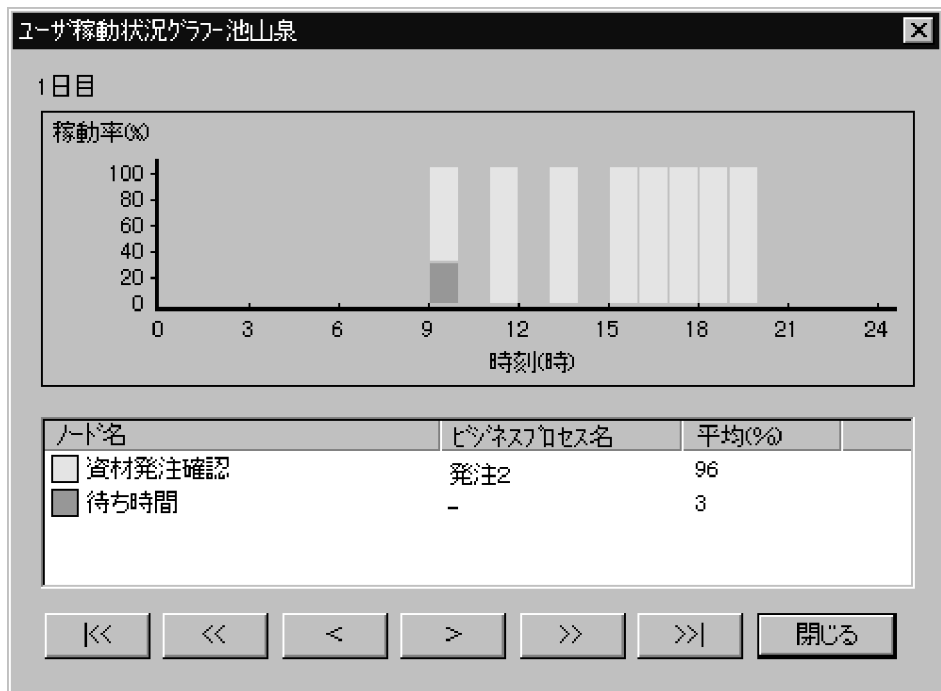 ユーザ稼動状況グラフー池山泉
1日目
稼動率(%)
100
80
60
40
20
0
0 3 6 9 12 15 18 21 24
時刻(時)
ノード名 ビジネスプロセス名 平均(%)
資材発注確認 発注2 96
待ち時間 - 3
|<< << < > >> >>| 閉じる